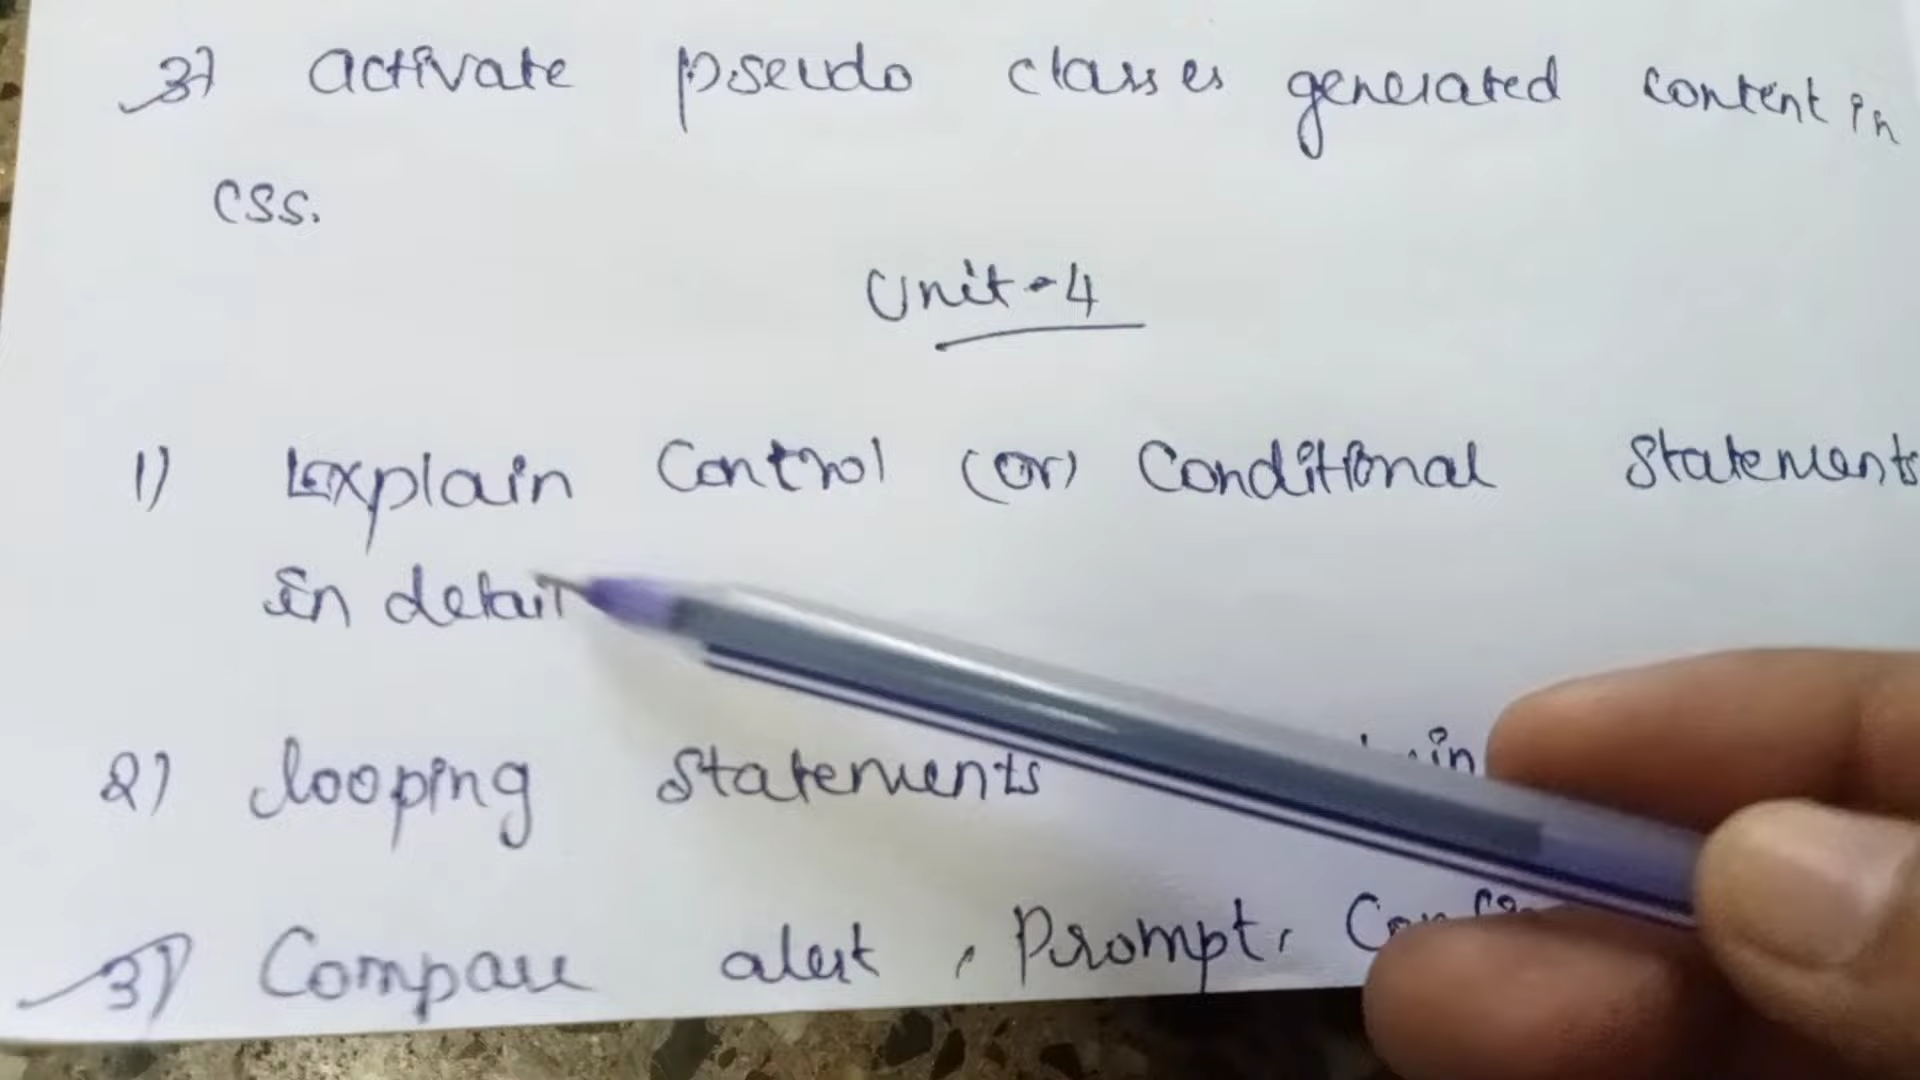 3) activate pseudo classes generated content in
css.
Unit-4
1) Explain Control (or) Conditional Statements
in detail
2) looping Statements
3) Compare alert, Prompt,